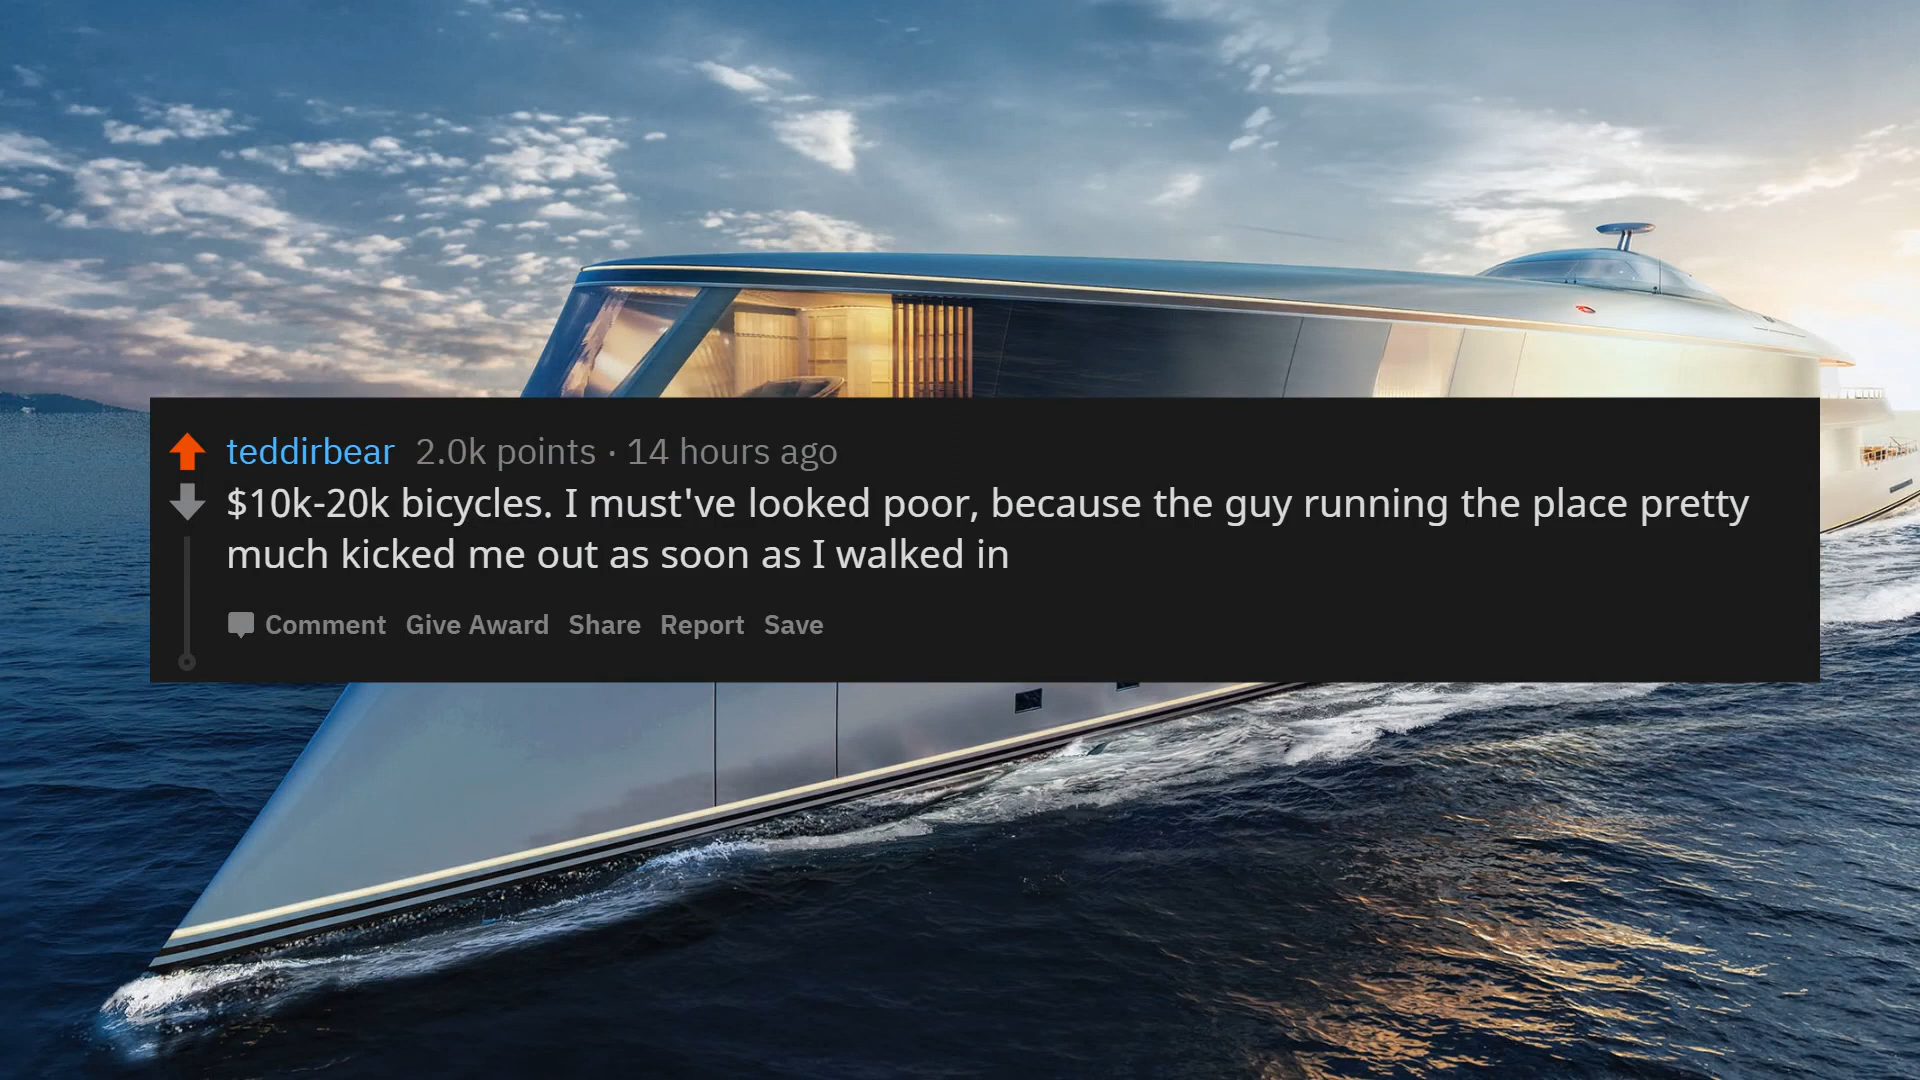 teddirbear 2.0k points · 14 hours ago
$10k-20k bicycles. I must've looked poor, because the guy running the place pretty
much kicked me out as soon as I walked in
Comment Give Award Share Report Save